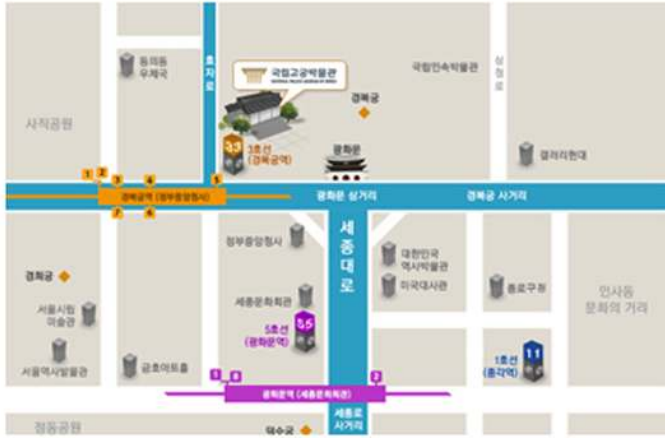 통의동
우체국
효자로
국립고궁박물관
NATIONAL PALACE MUSEUM OF KOREA
국립민속박물관
삼청로
사직공원
경복궁
3호선
(경복궁역)
광화문
갤러리현대
1
2
3
4
5
경복궁역 (정부중앙청사)
7
6
광화문 삼거리
경복궁 사거리
세종대로
정부중앙청사
대한민국
역사박물관
미국대사관
경희궁
서울시립
미술관
서울역사박물관
세종문화회관
5호선
(광화문역)
종로구청
인사동
문화의 거리
금호아트홀
1호선
(종각역)
1
8
2
광화문역 (세종문화회관)
세종로
사거리
정동공원
덕수궁